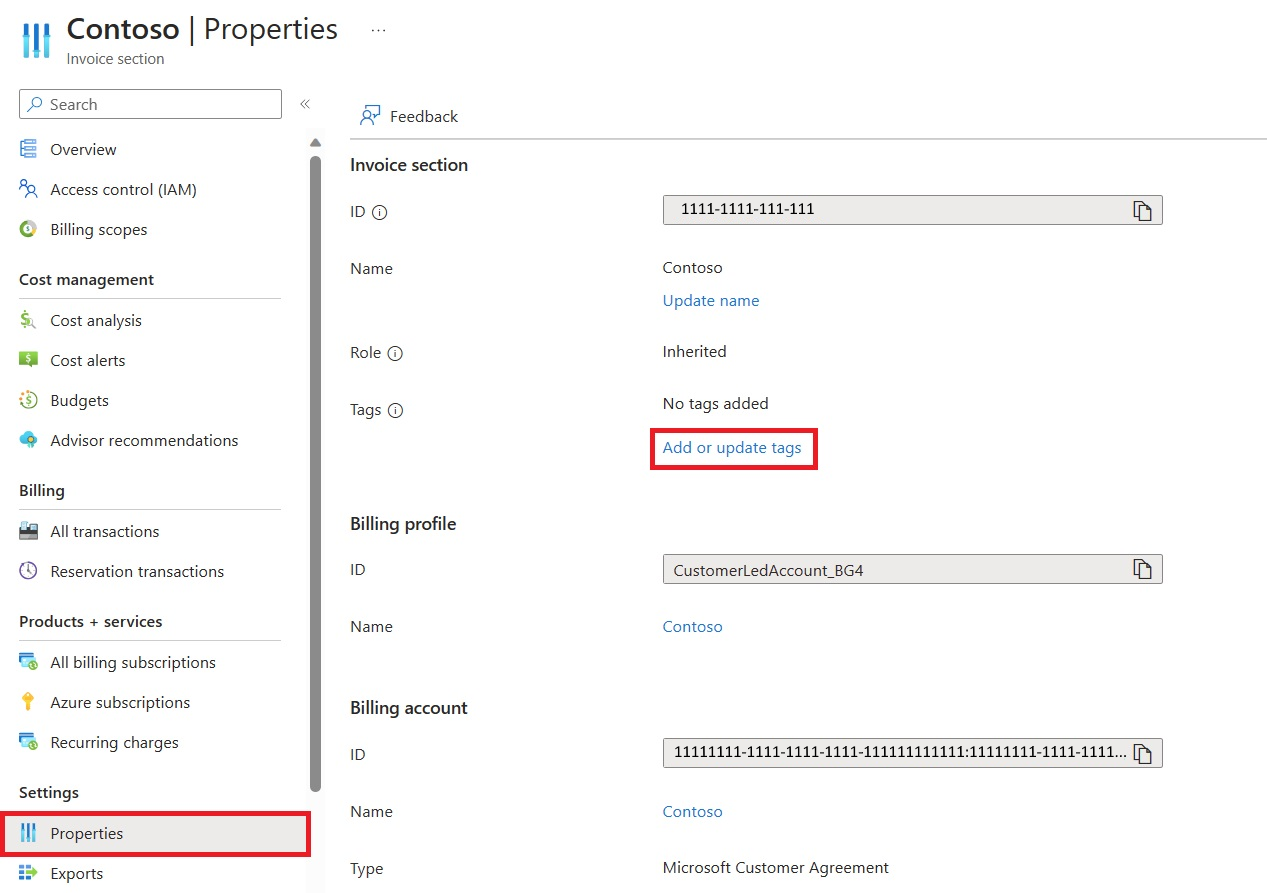 Contoso | Properties ...
Invoice section
Search «
Overview
Access control (IAM)
Billing scopes
Cost management
Cost analysis
Cost alerts
Budgets
Advisor recommendations
Billing
All transactions
Reservation transactions
Products + services
All billing subscriptions
Azure subscriptions
Recurring charges
Settings
Properties
Exports
Feedback
Invoice section
ID 1111-1111-111-111
Name Contoso
Update name
Role Inherited
Tags No tags added
Add or update tags
Billing profile
ID CustomerLedAccount_BG4
Name Contoso
Billing account
ID 11111111-1111-1111-1111-111111111111:11111111-1111-1111...
Name Contoso
Type Microsoft Customer Agreement